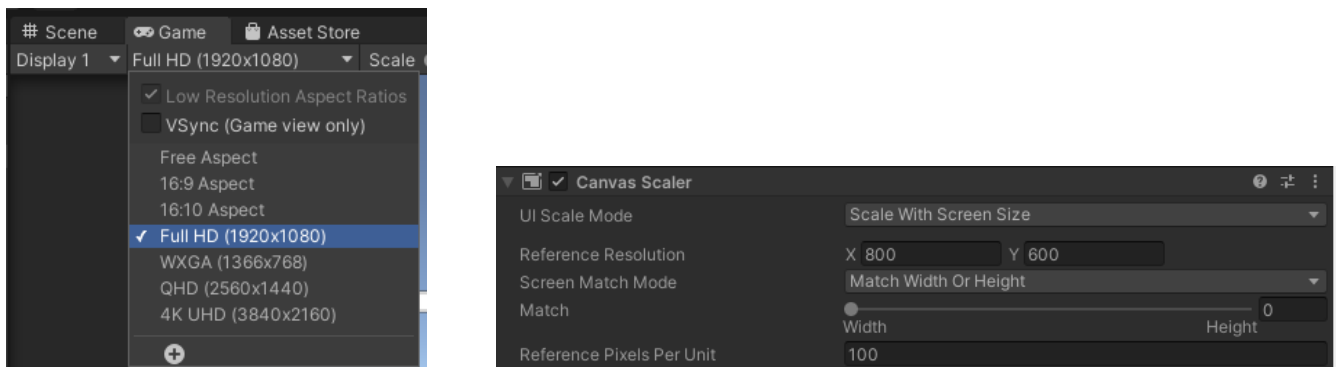 Scene Game Asset Store
Display 1 Full HD (1920x1080) Scale
Low Resolution Aspect Ratios
VSync (Game view only)
Free Aspect
16:9 Aspect
16:10 Aspect
Full HD (1920x1080)
WXGA (1366x768)
QHD (2560x1440)
4K UHD (3840x2160)
Canvas Scaler
UI Scale Mode Scale With Screen Size
Reference Resolution X 800 Y 600
Screen Match Mode Match Width Or Height
Match 0
Width Height
Reference Pixels Per Unit 100